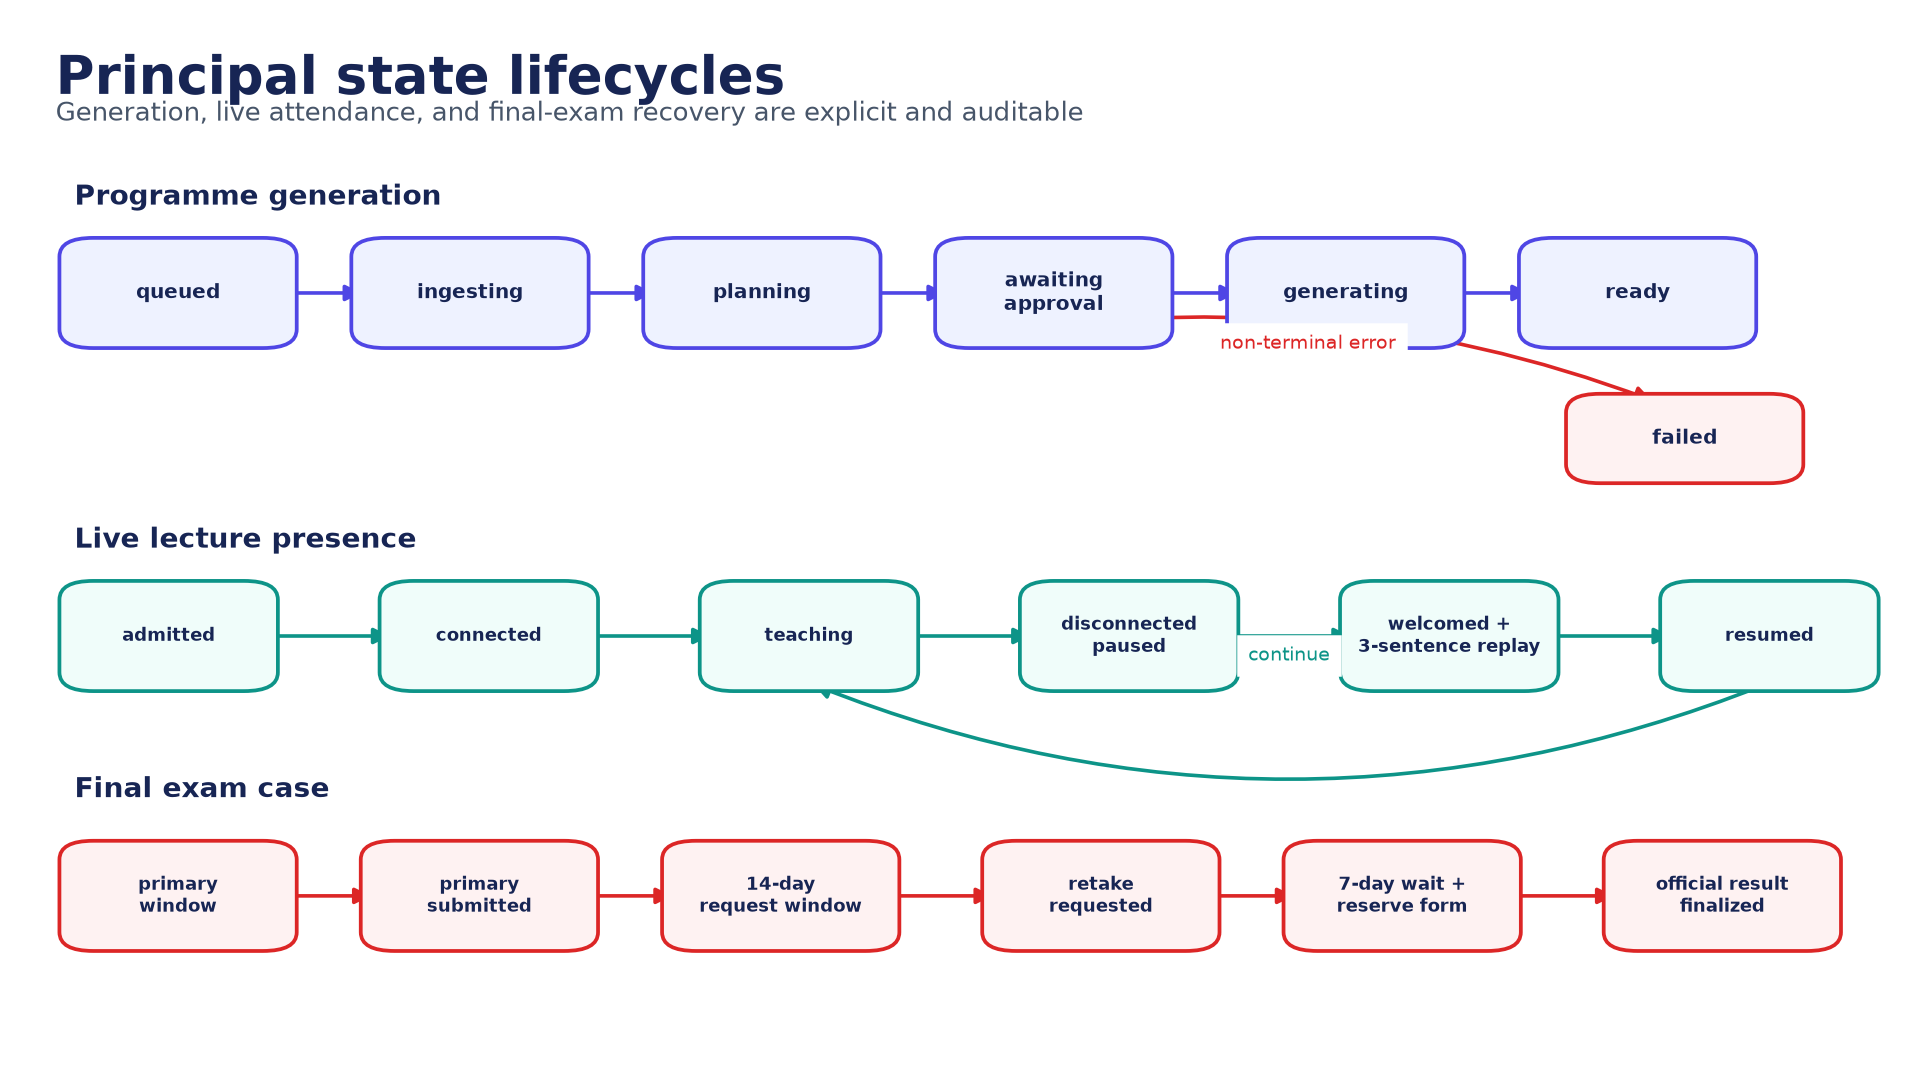 Principal state lifecycles
Generation, live attendance, and final-exam recovery are explicit and auditable
Programme generation
queued
ingesting
planning
awaiting
approval
generating
ready
non-terminal error
failed
Live lecture presence
admitted
connected
teaching
disconnected
paused
continue
welcomed +
3-sentence replay
resumed
Final exam case
primary
window
primary
submitted
14-day
request window
retake
requested
7-day wait +
reserve form
official result
finalized